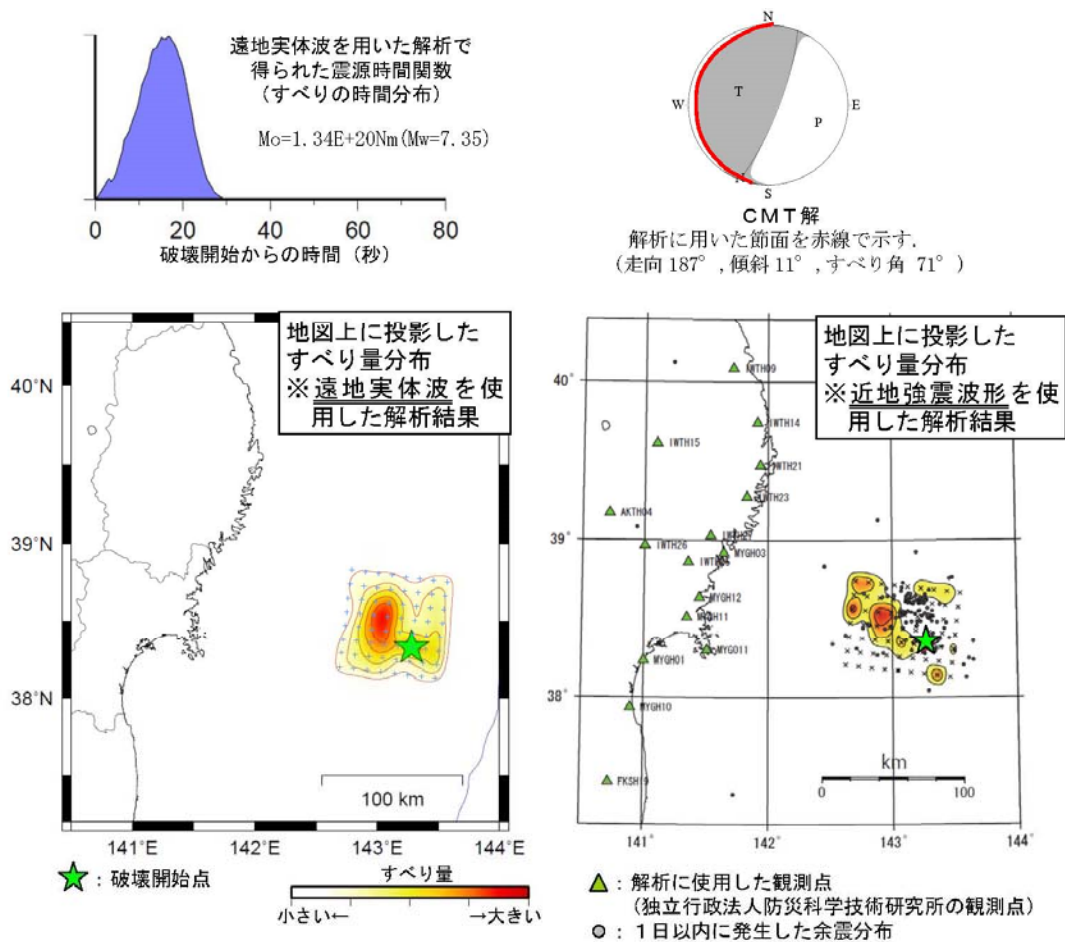 遠地実体波を用いた解析で
得られた震源時間関数
(すべりの時間分布)
Mo=1.34E+20Nm(Mw=7.35)
0 20 40 60 80
破壊開始からの時間（秒）
N
T
W
E
P
N
S
CMT解
解析に用いた節面を赤線で示す.
(走向 187°, 傾斜 11°, すべり角 71°)
地図上に投影した
すべり量分布
※遠地実体波を使
用した解析結果
40°N
39°N
38°N
100 km
141°E 142°E 143°E 144°E
：破壊開始点
すべり量
小さい← →大きい
地図上に投影した
すべり量分布
※近地強震波形を使
用した解析結果
40°
39°
38°
IWTH09
IWTH14
IWTH15
IWTH21
IWTH23
AKTH04
IWTH27
IWTH26
MYGH03
MYGH12
MYGH11
MYG011
MYGH01
MYGH10
FKSH19
km
0 100
141° 142° 143° 144°
：解析に使用した観測点
(独立行政法人防災科学技術研究所の観測点)
：１日以内に発生した余震分布